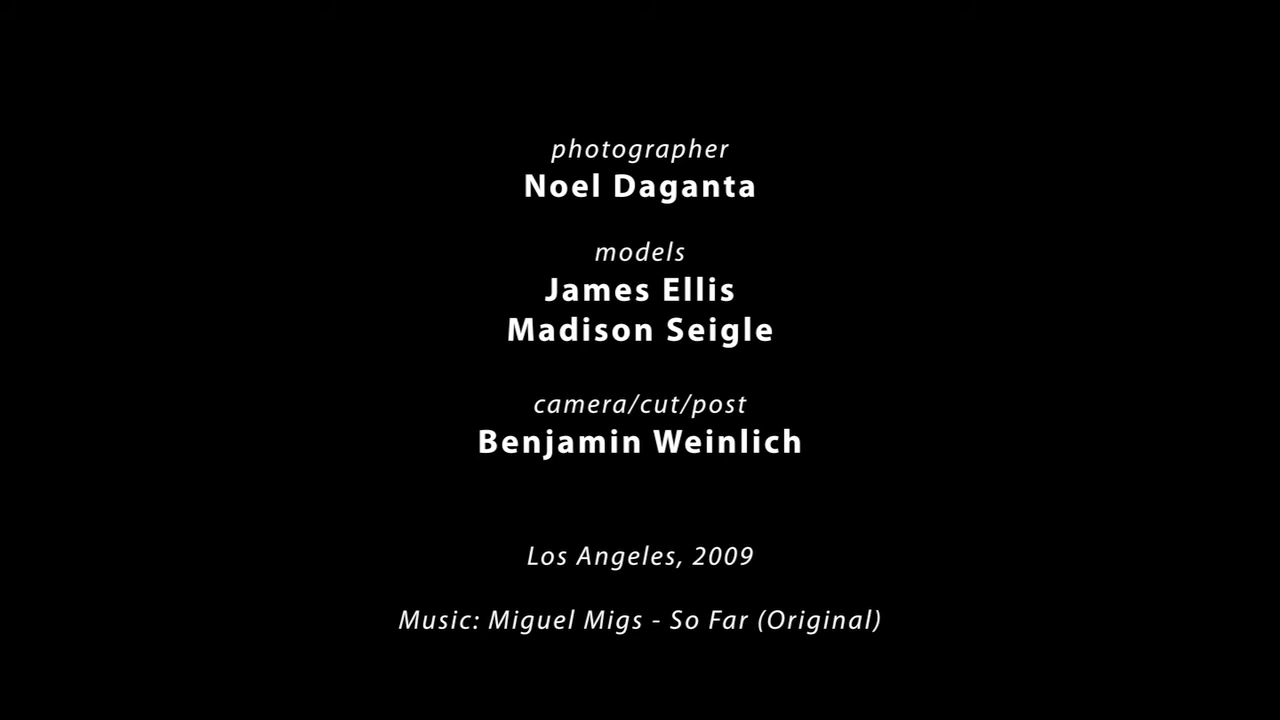 photographer
Noel Daganta
models
James Ellis
Madison Seigle
camera/cut/post
Benjamin Weinlich
Los Angeles, 2009
Music: Miguel Migs - So Far (Original)